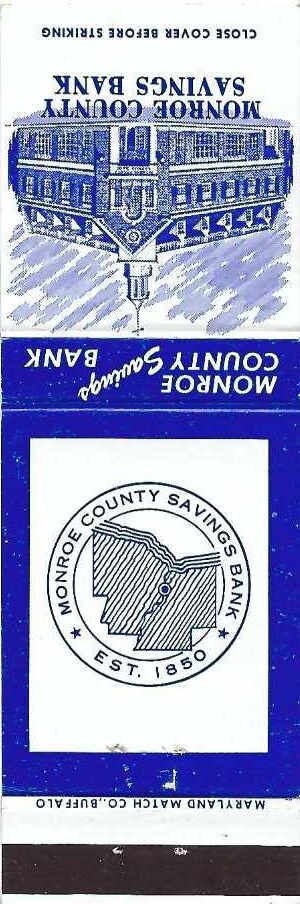 CLOSE COVER BEFORE STRIKING
MONROE COUNTY
SAVINGS BANK
MONROE
COUNTY Savings
BANK
MONROE COUNTY SAVINGS BANK
★ EST. 1850 ★
MARYLAND MATCH CO., BUFFALO